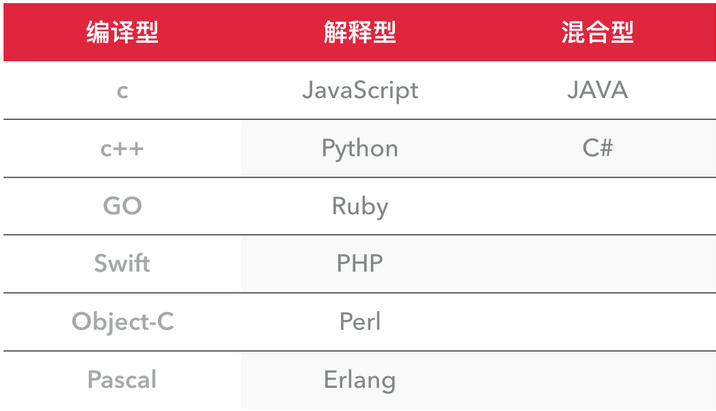 编译型 解释型 混合型
c JavaScript JAVA
c++ Python C#
GO Ruby
Swift PHP
Object-C Perl
Pascal Erlang